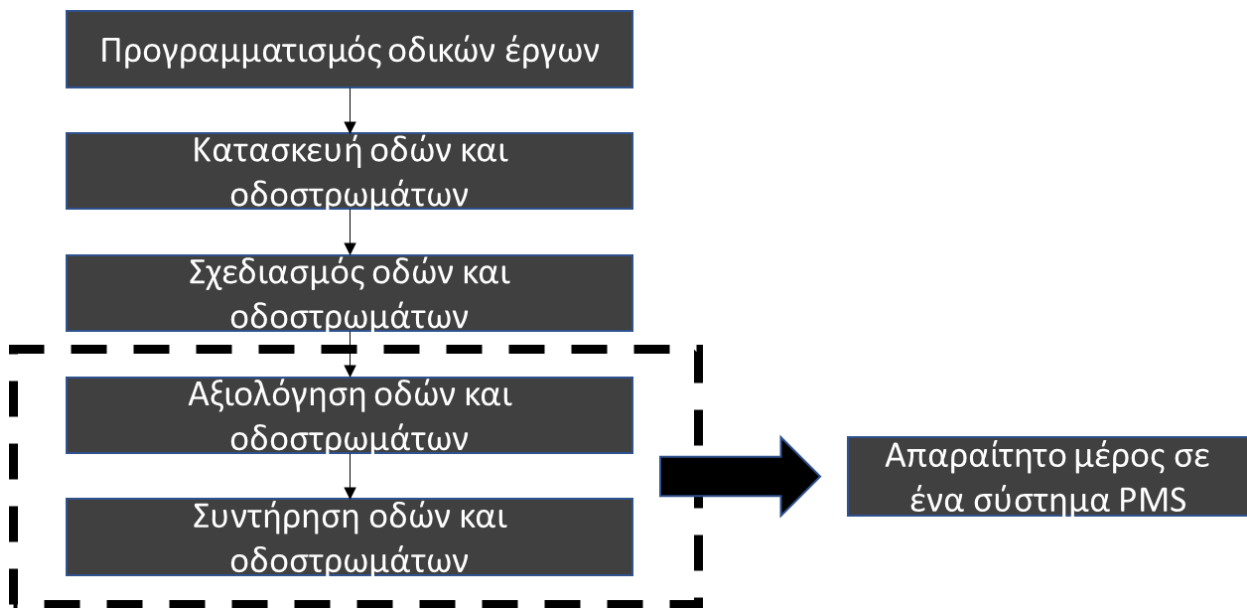 Προγραμματισμός οδικών έργων
Κατασκευή οδών και
οδοστρωμάτων
Σχεδιασμός οδών και
οδοστρωμάτων
Αξιολόγηση οδών και
οδοστρωμάτων
Συντήρηση οδών και
οδοστρωμάτων
Απαραίτητο μέρος σε
ένα σύστημα PMS